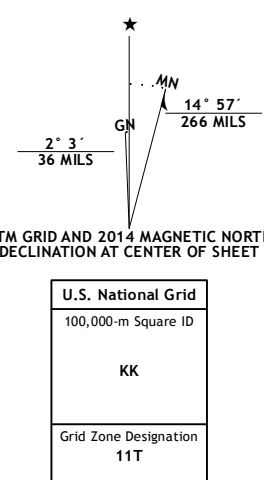 ★
MN
GN
14° 57´
266 MILS
2° 3´
36 MILS
TM GRID AND 2014 MAGNETIC NORTH
DECLINATION AT CENTER OF SHEET
U.S. National Grid
100,000-m Square ID
KK
Grid Zone Designation
11T